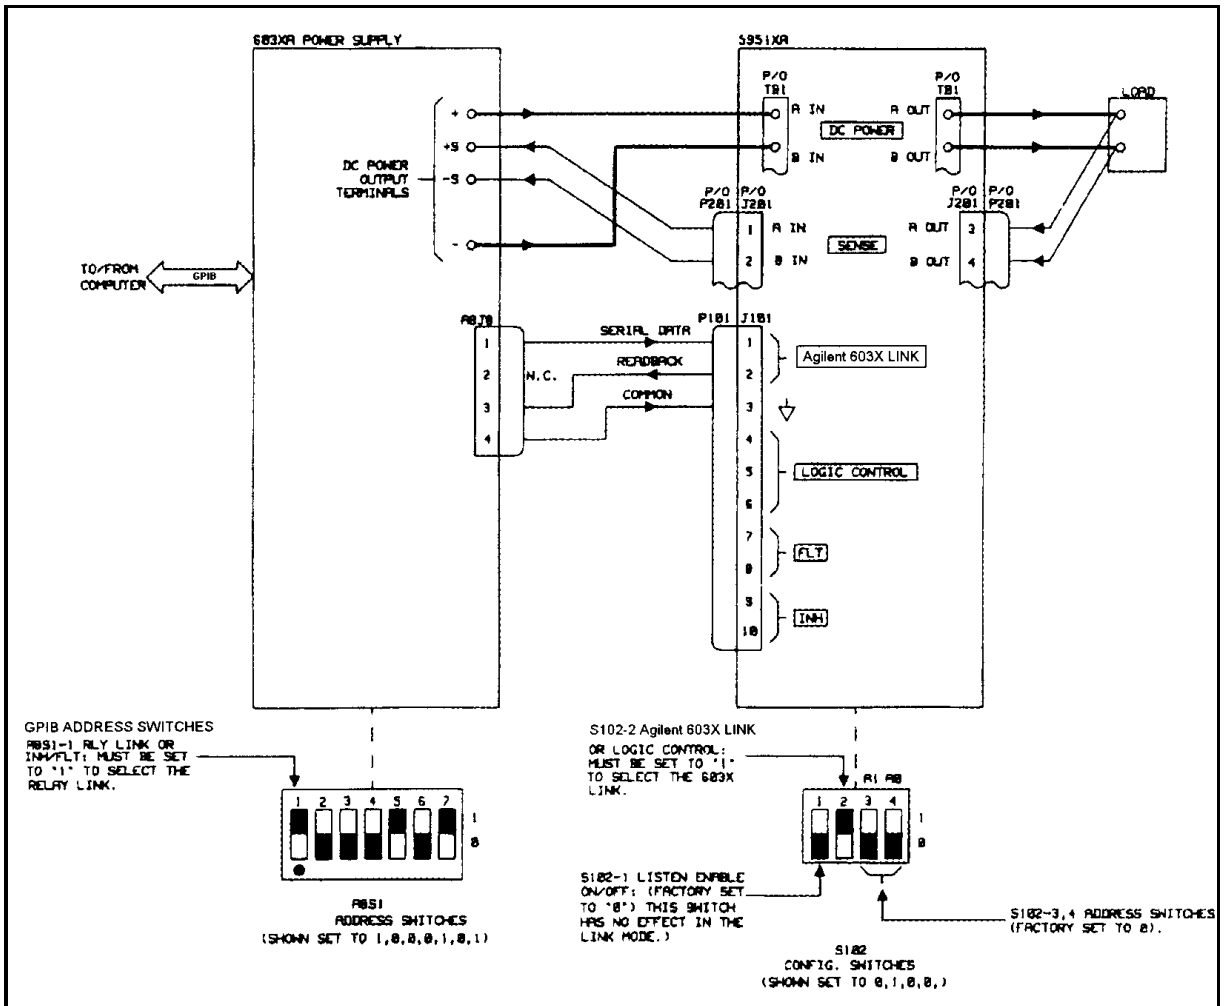 603XA POWER SUPPLY
5951XA
P/O
TB1
P/O
TB1
LOAD
+
A IN
A OUT
DC POWER
+S
B IN
B OUT
DC POWER
OUTPUT
TERMINALS
-S
P/O P/O
P201 J201
P/O P/O
J201 P201
-
1
A IN
A OUT
3
SENSE
2
B IN
B OUT
4
TO/FROM
COMPUTER
GPIB
A8J8
P101 J101
SERIAL DATA
1
1
Agilent 603X LINK
READBACK
2
N.C.
2
COMMON
3
3
4
4
5
LOGIC CONTROL
6
7
FLT
8
9
INH
10
GPIB ADDRESS SWITCHES
A8S1-1 RLY LINK OR
INH/FLT: MUST BE SET
TO "1" TO SELECT THE
RELAY LINK.
S102-2 Agilent 603X LINK
OR LOGIC CONTROL:
MUST BE SET TO "1"
TO SELECT THE 603X
LINK.
A1 A0
1 2 3 4 5 6 7
1
0
1 2 3 4
1
0
A8S1
ADDRESS SWITCHES
(SHOWN SET TO 1,0,0,0,1,0,1)
S102-1 LISTEN ENABLE
ON/OFF: (FACTORY SET
TO "0") THIS SWITCH
HAS NO EFFECT IN THE
LINK MODE.)
S102-3,4 ADDRESS SWITCHES
(FACTORY SET TO 0).
S102
CONFIG. SWITCHES
(SHOWN SET TO 0,1,0,0,)